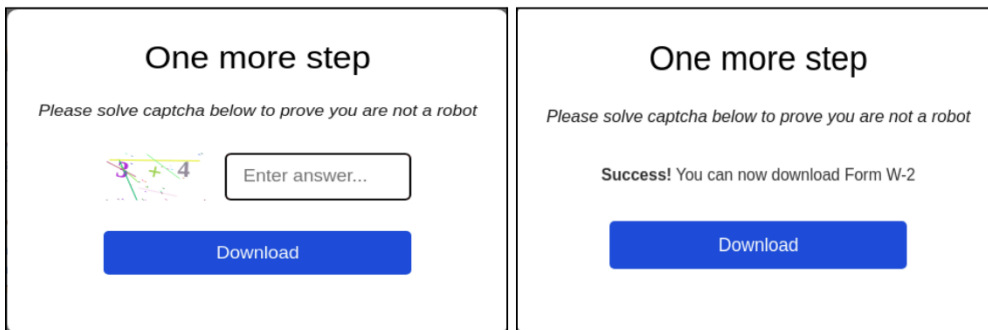 One more step
Please solve captcha below to prove you are not a robot
3 + 4
Enter answer...
Download
One more step
Please solve captcha below to prove you are not a robot
Success! You can now download Form W-2
Download